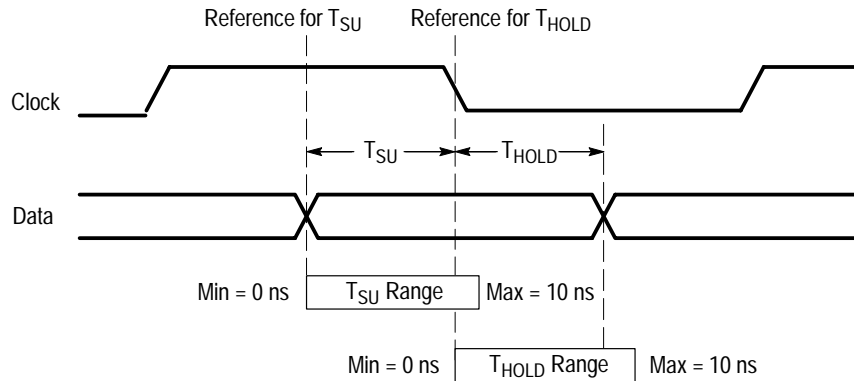 Reference for TSU Reference for THOLD
Clock
TSU THOLD
Data
Min = 0 ns TSU Range Max = 10 ns
Min = 0 ns THOLD Range Max = 10 ns